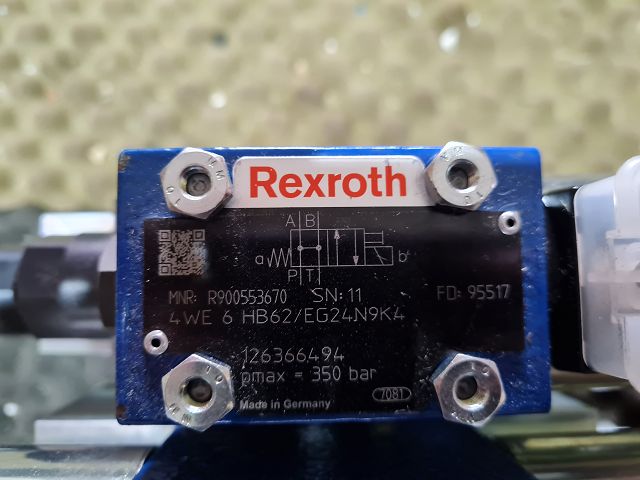 Rexroth
A B
a b
P T
MNR: R900553670 SN: 11 FD: 95517
4WE 6 HB62/EG24N9K4
126366494
pmax = 350 bar
Made in Germany 7081